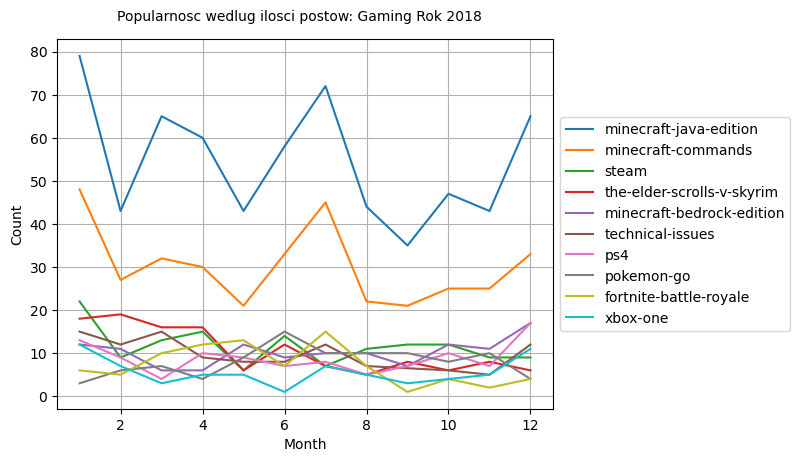 Popularnosc wedlug ilosci postow: Gaming Rok 2018
80
70
60
50
40
30
20
10
0
Count
2 4 6 8 10 12
Month
minecraft-java-edition
minecraft-commands
steam
the-elder-scrolls-v-skyrim
minecraft-bedrock-edition
technical-issues
ps4
pokemon-go
fortnite-battle-royale
xbox-one